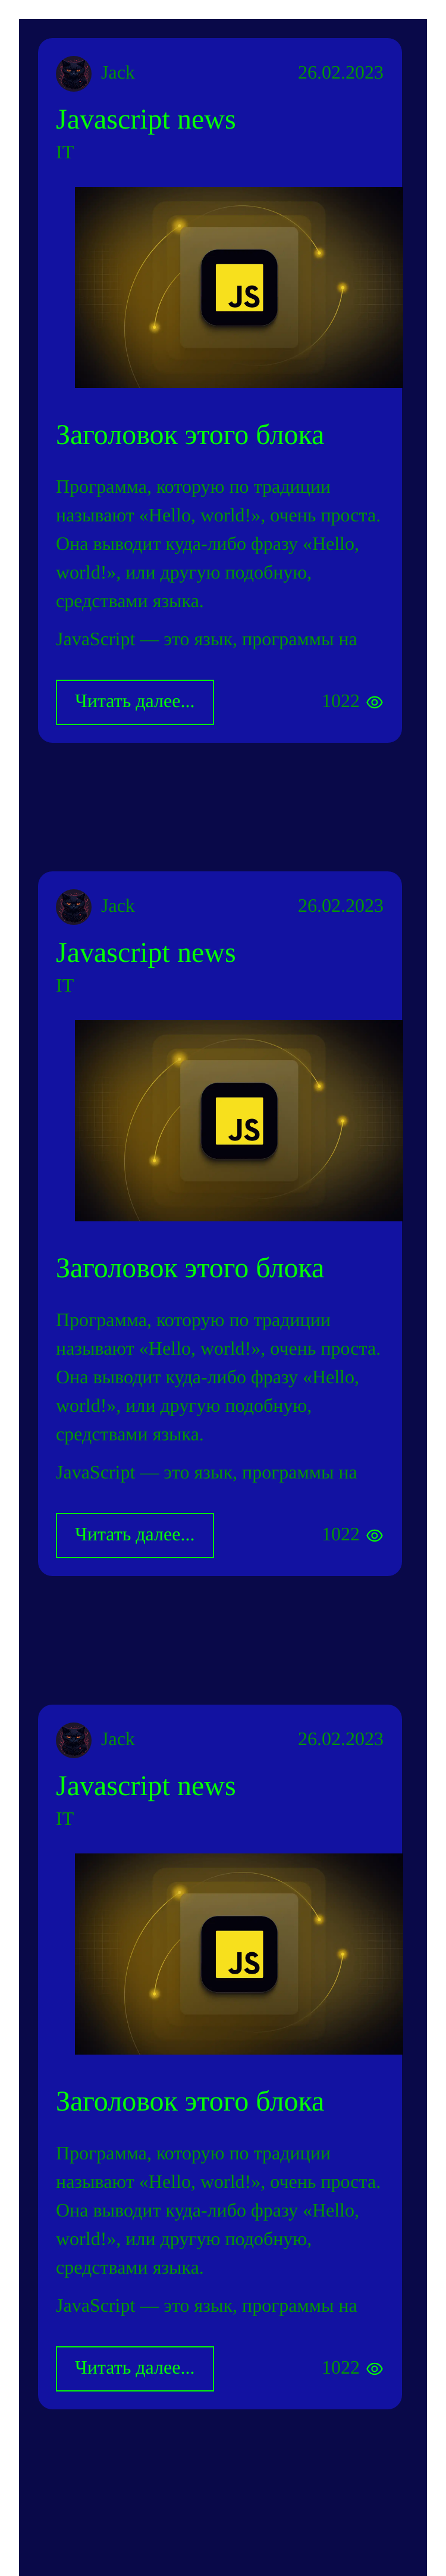 Jack 26.02.2023
Javascript news
IT
JS
Заголовок этого блока
Программа, которую по традиции
называют «Hello, world!», очень проста.
Она выводит куда-либо фразу «Hello,
world!», или другую подобную,
средствами языка.
JavaScript — это язык, программы на
Читать далее... 1022
Jack 26.02.2023
Javascript news
IT
JS
Заголовок этого блока
Программа, которую по традиции
называют «Hello, world!», очень проста.
Она выводит куда-либо фразу «Hello,
world!», или другую подобную,
средствами языка.
JavaScript — это язык, программы на
Читать далее... 1022
Jack 26.02.2023
Javascript news
IT
JS
Заголовок этого блока
Программа, которую по традиции
называют «Hello, world!», очень проста.
Она выводит куда-либо фразу «Hello,
world!», или другую подобную,
средствами языка.
JavaScript — это язык, программы на
Читать далее... 1022